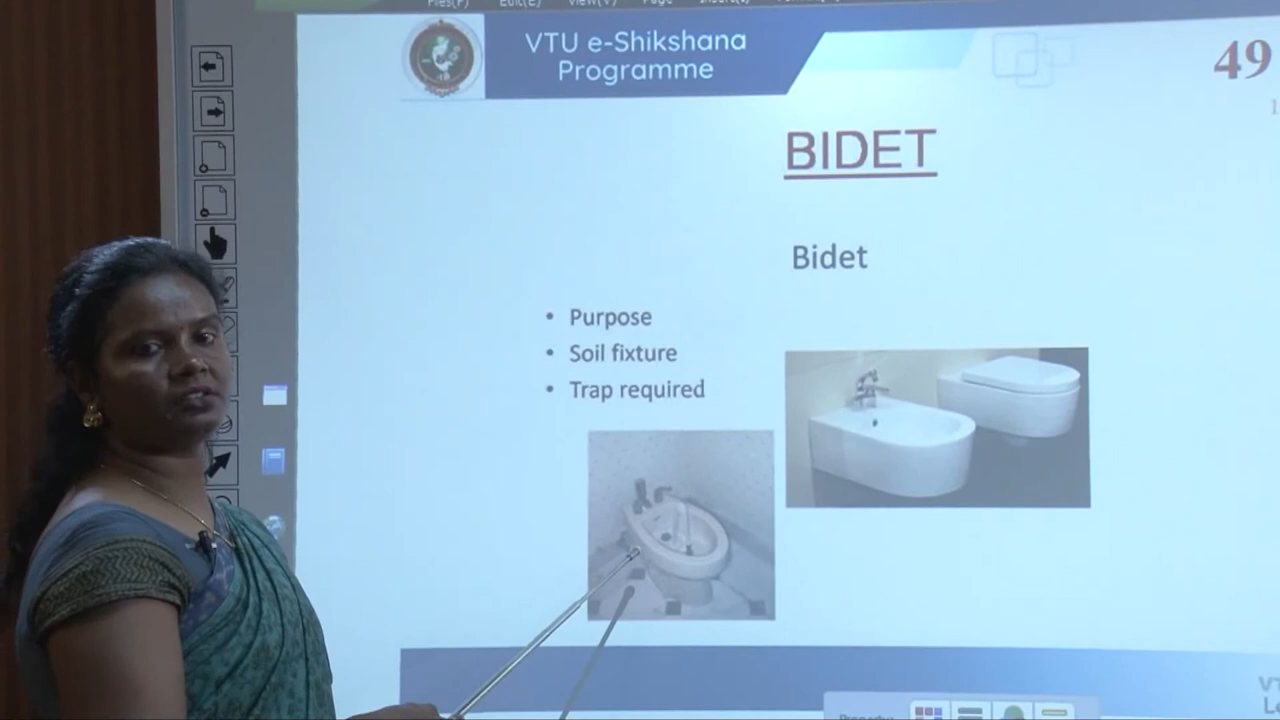 VTU e-Shikshana
Programme
49
BIDET
Bidet
• Purpose
• Soil fixture
• Trap required